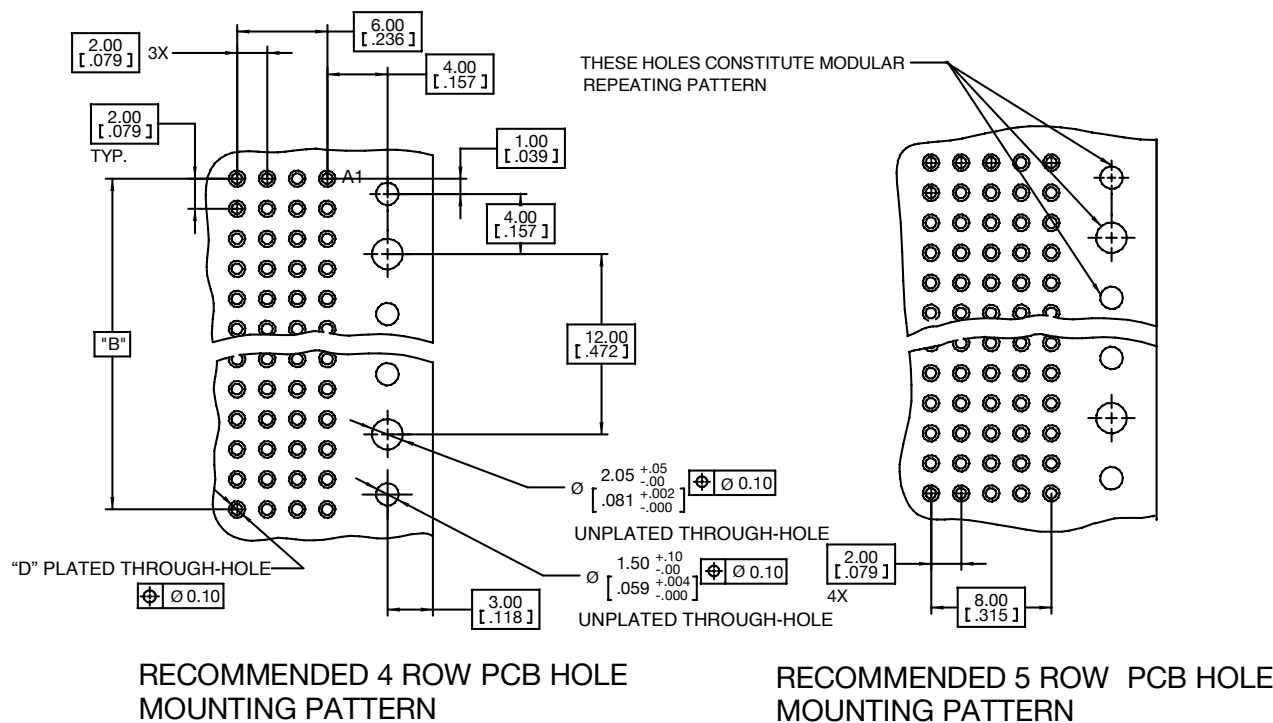 6.00
[.236]
2.00
[.079] 3X
4.00
[.157]
THESE HOLES CONSTITUTE MODULAR
REPEATING PATTERN
2.00
[.079]
TYP.
1.00
[.039]
A1
4.00
[.157]
"B"
12.00
[.472]
Ø 2.05 +.05 -.00
[.081 +.002 -.000] ⌖ Ø 0.10
UNPLATED THROUGH-HOLE
Ø 1.50 +.10 -.00
[.059 +.004 -.000] ⌖ Ø 0.10
UNPLATED THROUGH-HOLE
“D” PLATED THROUGH-HOLE
⌖ Ø 0.10
3.00
[.118]
2.00
[.079]
4X
8.00
[.315]
RECOMMENDED 4 ROW PCB HOLE
MOUNTING PATTERN
RECOMMENDED 5 ROW PCB HOLE
MOUNTING PATTERN